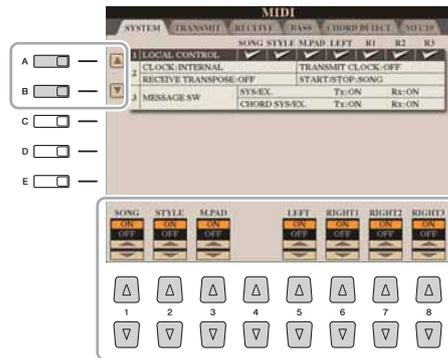 MIDI
SYSTEM TRANSMIT RECEIVE BASS CHORD DETECT MFC10
SONG STYLE M.PAD LEFT R1 R2 R3
1 LOCAL CONTROL
2 CLOCK:INTERNAL TRANSMIT CLOCK:OFF
RECEIVE TRANSPOSE:OFF START/STOP:SONG
3 MESSAGE SW SYS/EX. Tx:ON Rx:ON
CHORD SYS/EX. Tx:ON Rx:ON
A
B
C
D
E
SONG STYLE M.PAD LEFT RIGHT1 RIGHT2 RIGHT3
ON ON ON ON ON ON ON
OFF OFF OFF OFF OFF OFF OFF
1 2 3 4 5 6 7 8